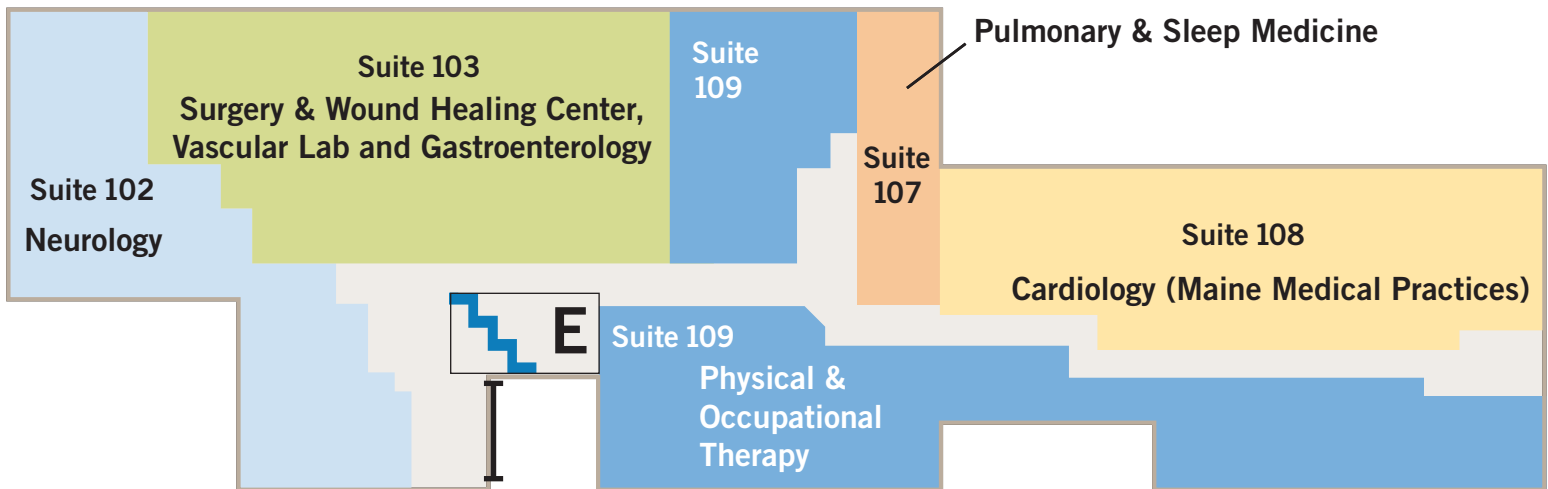 Pulmonary & Sleep Medicine
Suite 103
Surgery & Wound Healing Center,
Vascular Lab and Gastroenterology
Suite
109
Suite
107
Suite 102
Neurology
Suite 108
Cardiology (Maine Medical Practices)
E
Suite 109
Physical &
Occupational
Therapy